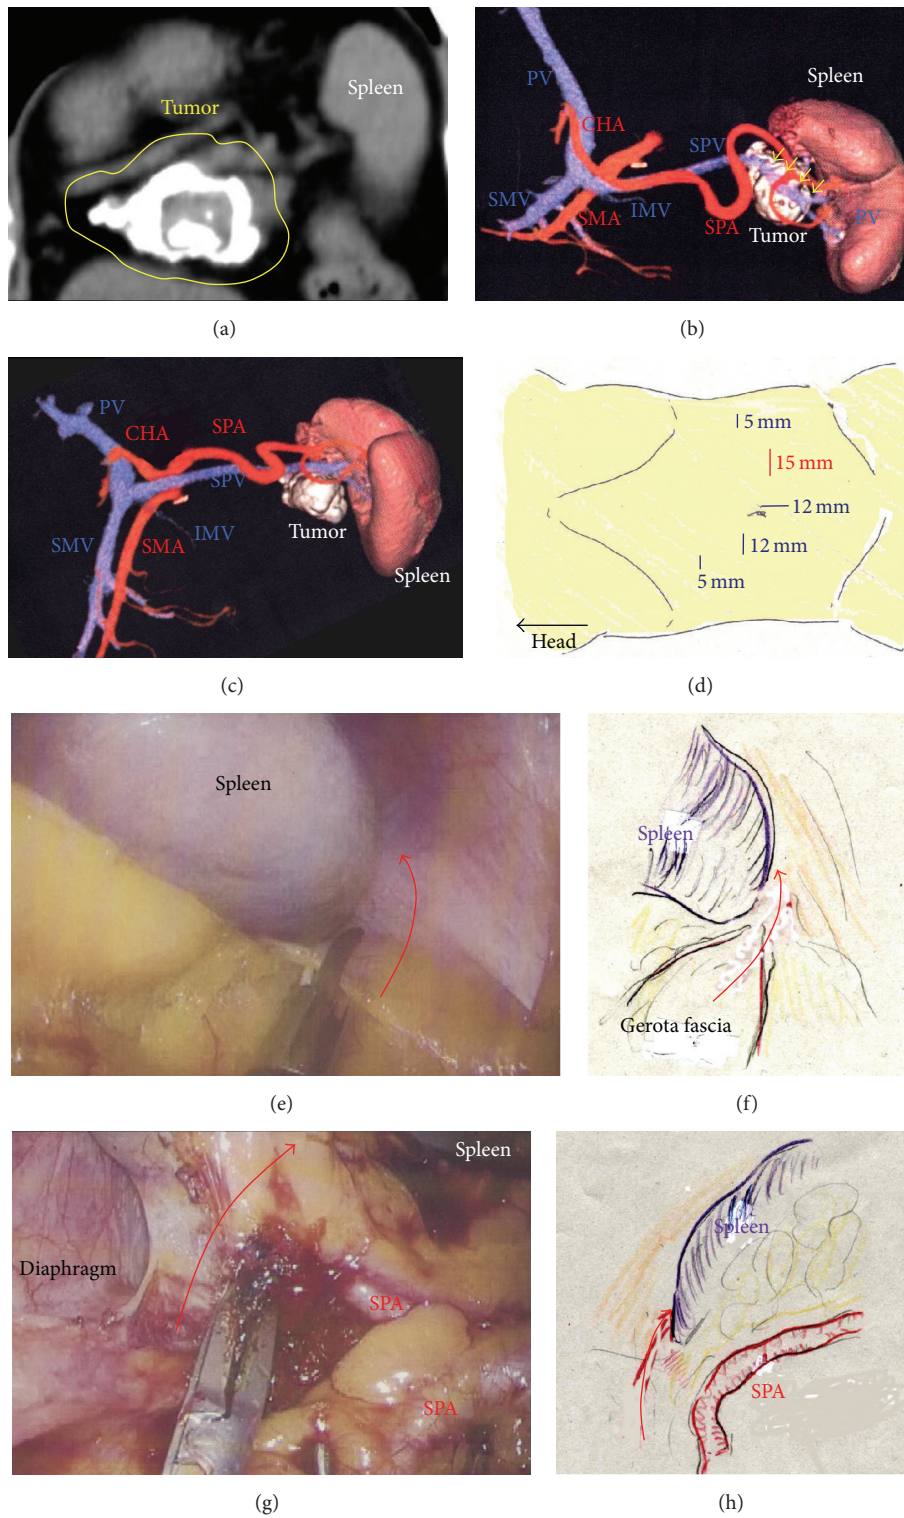 Spleen
Tumor
(a)
PV
Spleen
CHA
SPV
SMV
IMV
SMA
SPA
PV
Tumor
(b)
PV
CHA
SPA
SPV
Tumor
IMV
SMV
SMA
Spleen
(c)
5 mm
15 mm
12 mm
12 mm
5 mm
Head
(d)
Spleen
(e)
Spleen
Gerota fascia
(f)
Spleen
Diaphragm
SPA
SPA
(g)
Spleen
SPA
(h)